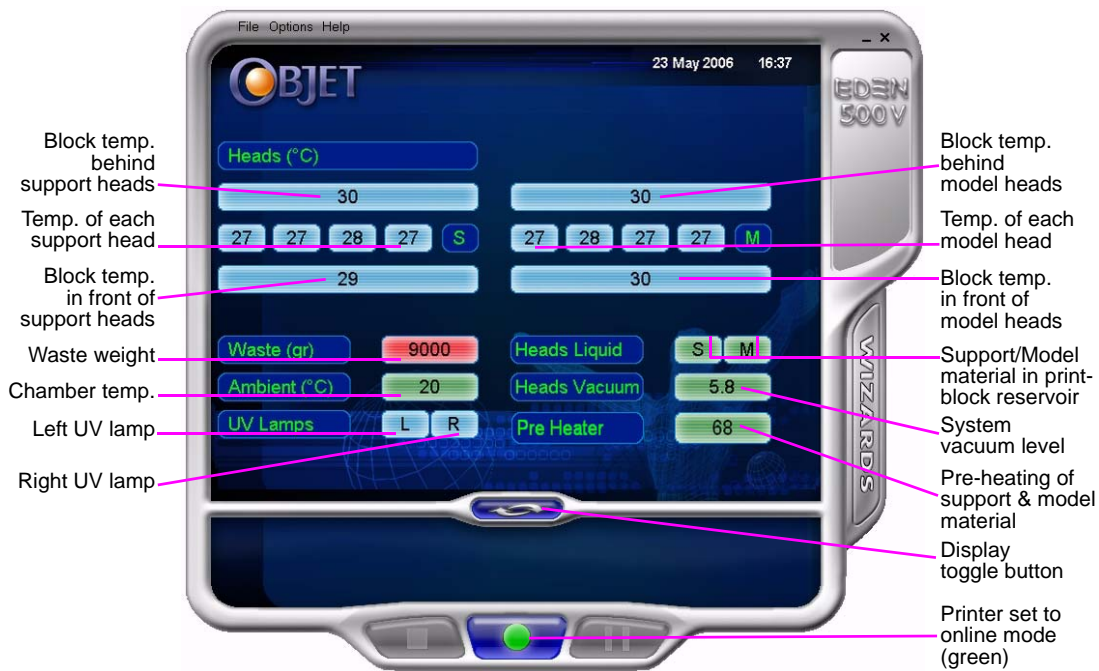 File Options Help
OBJET
23 May 2006 16:37
EDEN
500 V
Heads (°C)
30
30
27 27 28 27 S
27 28 27 27 M
29
30
Waste (gr) 9000
Heads Liquid S M
Ambient (°C) 20
Heads Vacuum 5.8
UV Lamps L R
Pre Heater 68
WIZARDS
Block temp.
behind
support heads
Temp. of each
support head
Block temp.
in front of
support heads
Waste weight
Chamber temp.
Left UV lamp
Right UV lamp
Block temp.
behind
model heads
Temp. of each
model head
Block temp.
in front of
model heads
Support/Model
material in print-
block reservoir
System
vacuum level
Pre-heating of
support & model
material
Display
toggle button
Printer set to
online mode
(green)